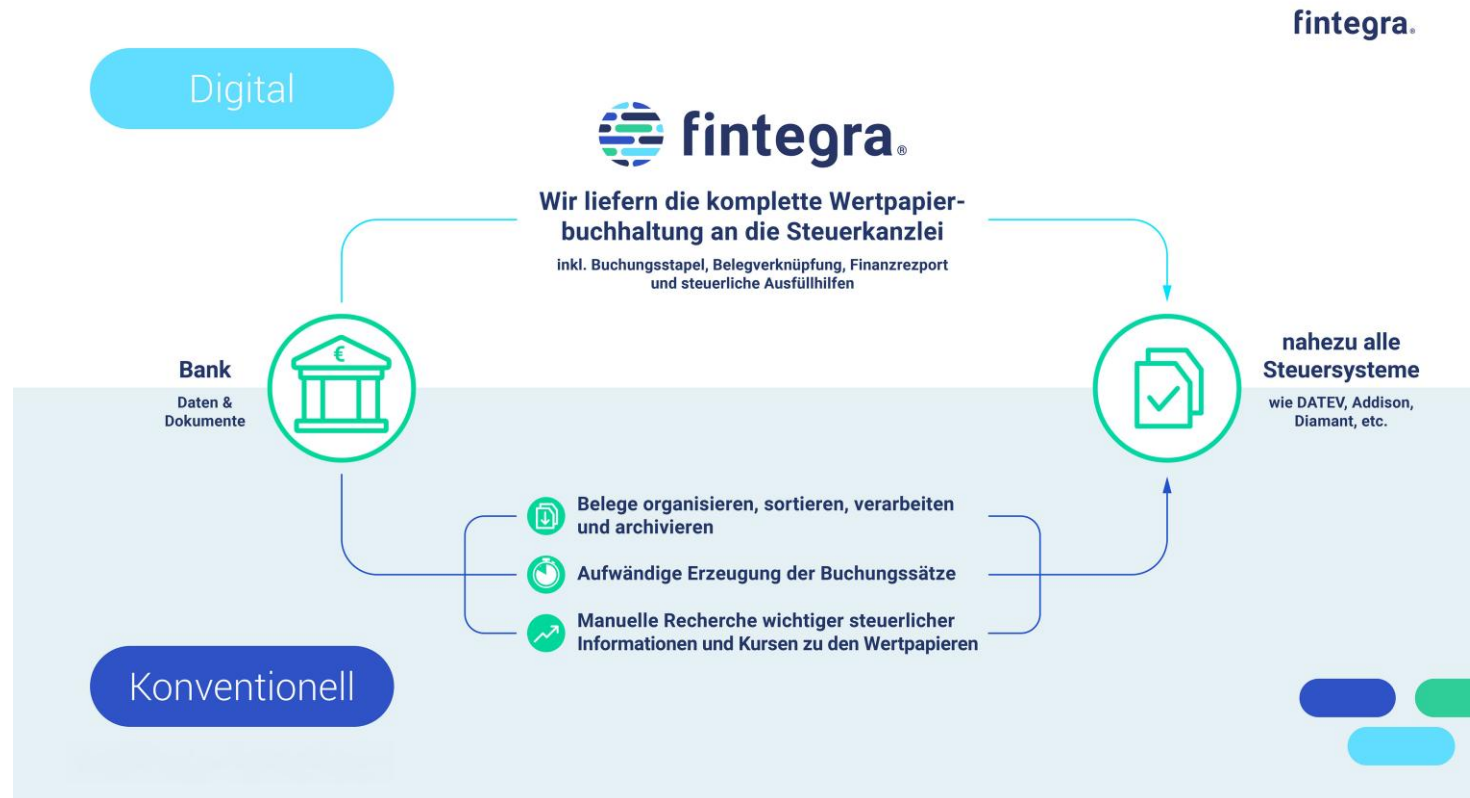 fintegra®
Digital
fintegra®
Wir liefern die komplette Wertpapier-
buchhaltung an die Steuerkanzlei
inkl. Buchungsstapel, Belegverknüpfung, Finanzrezport
und steuerliche Ausfüllhilfen
Bank
Daten &
Dokumente
€
nahezu alle
Steuersysteme
wie DATEV, Addison,
Diamant, etc.
Belege organisieren, sortieren, verarbeiten
und archivieren
Aufwändige Erzeugung der Buchungssätze
Manuelle Recherche wichtiger steuerlicher
Informationen und Kursen zu den Wertpapieren
Konventionell